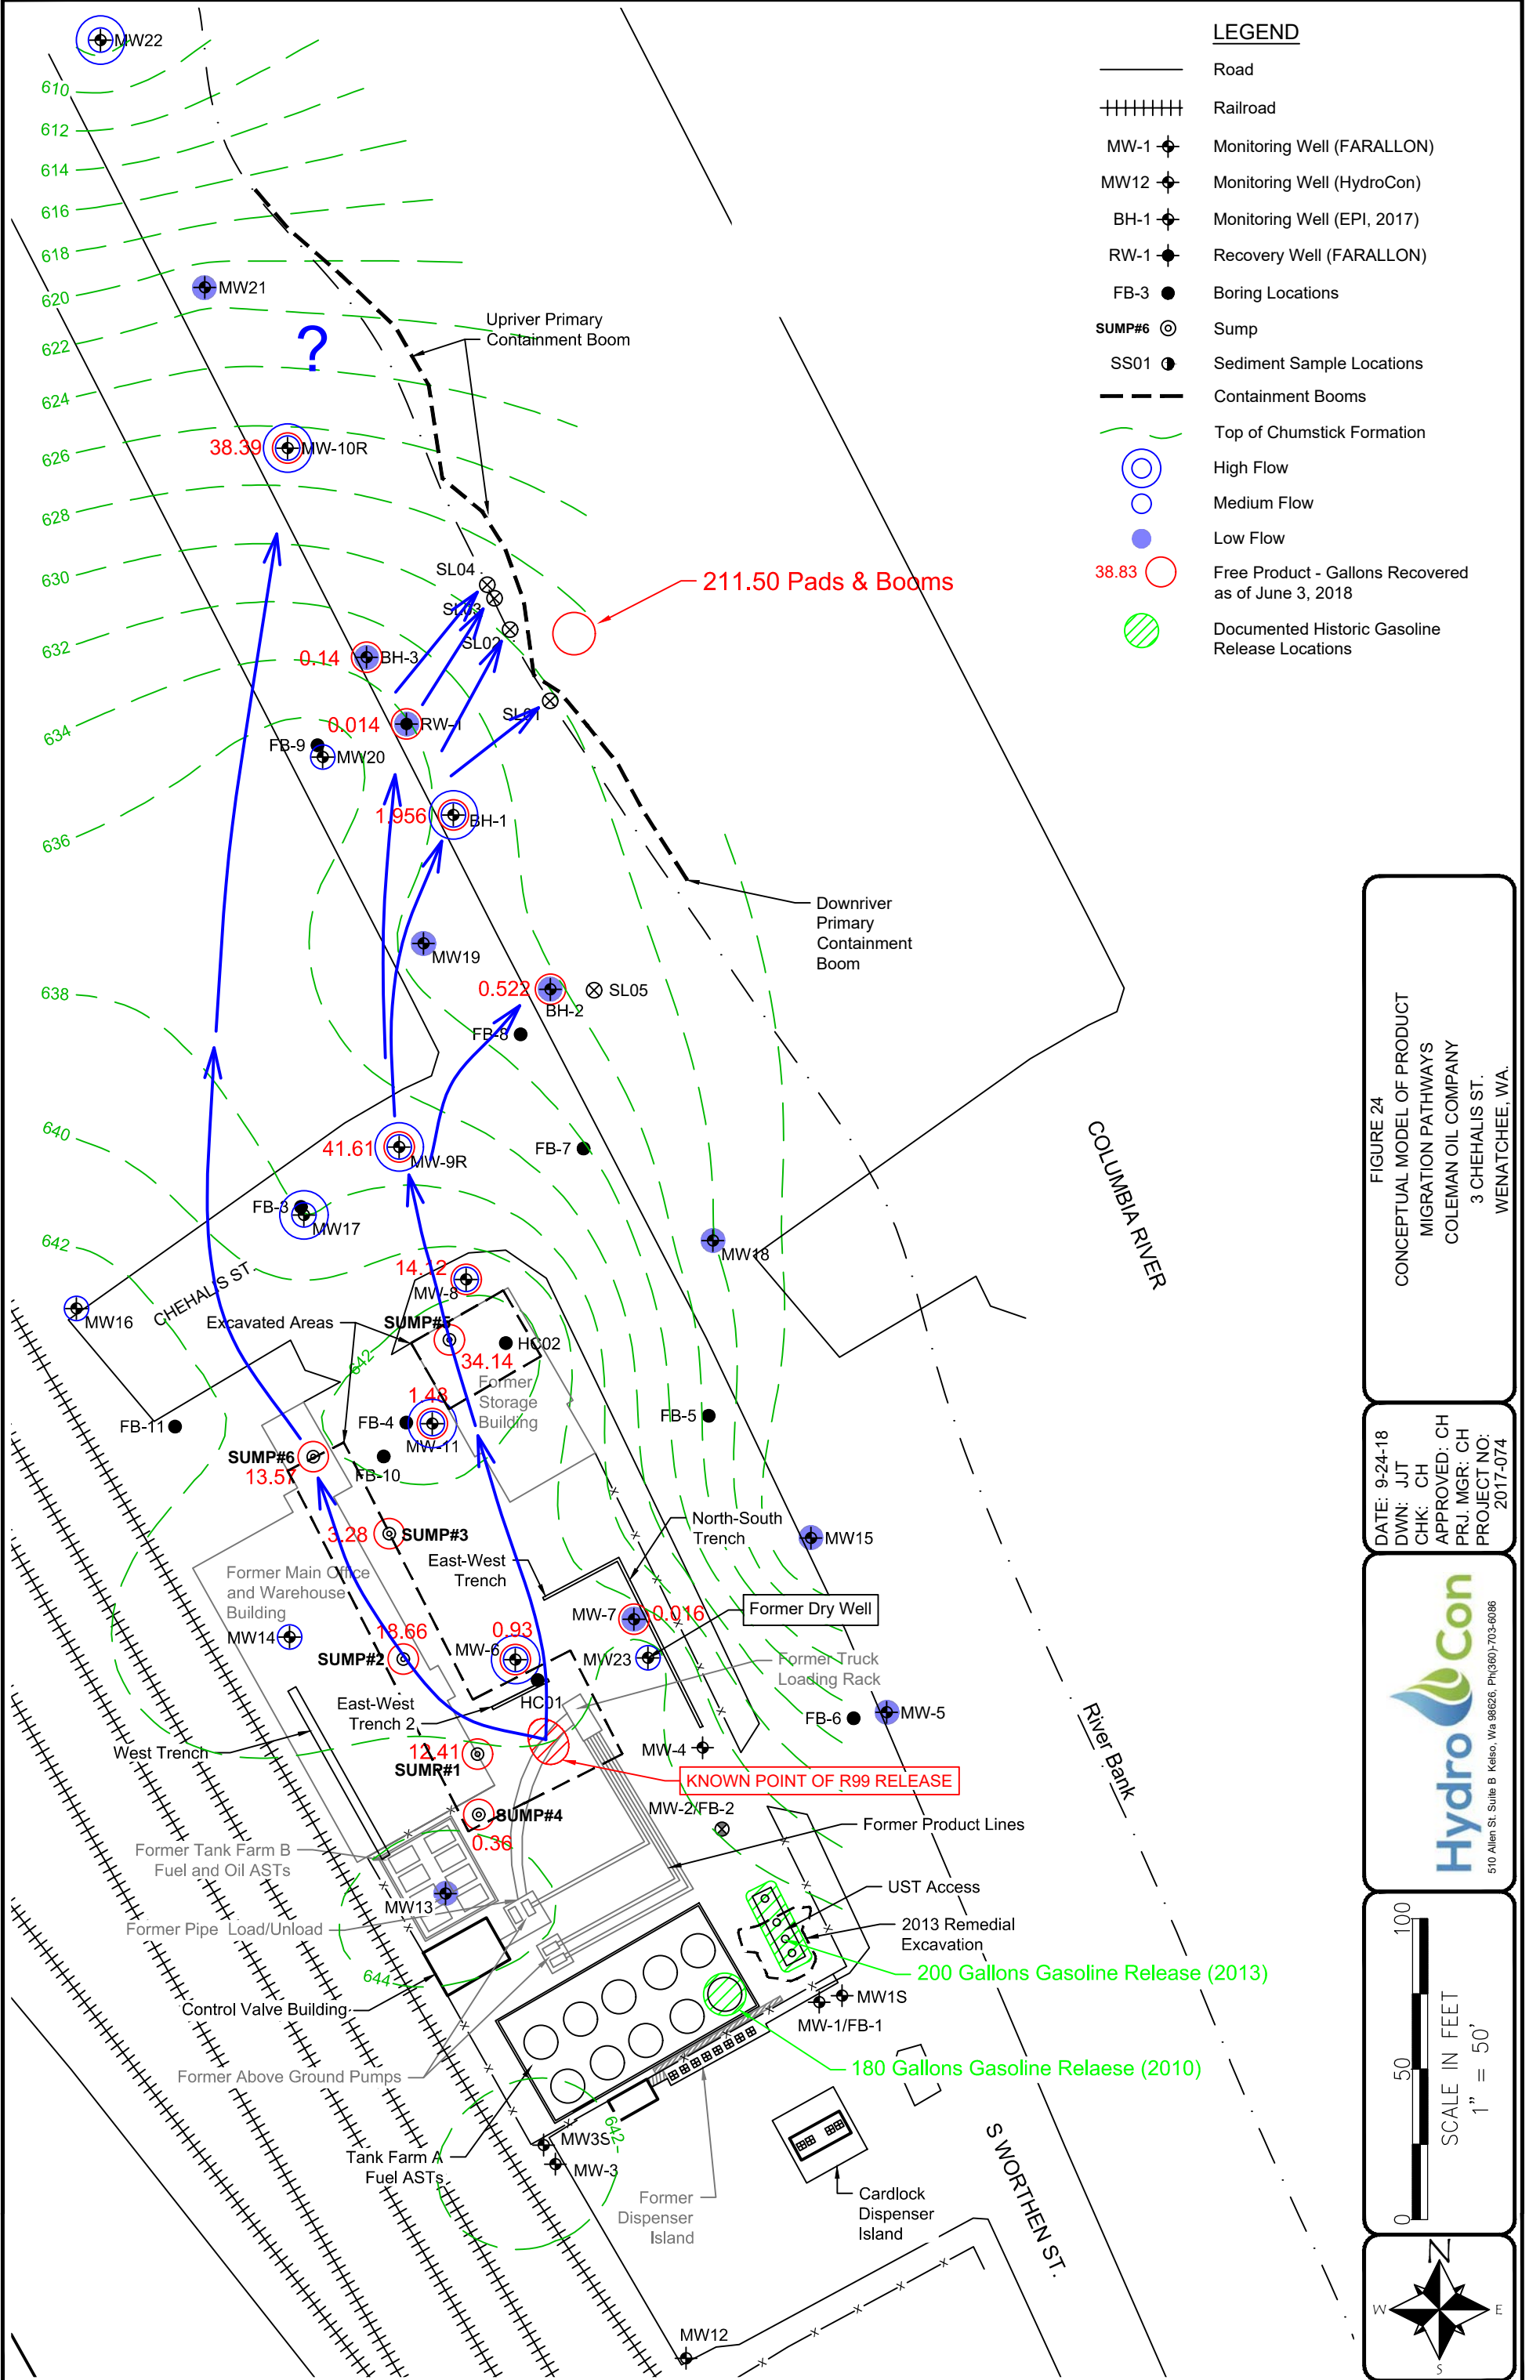 LEGEND
Road
Railroad
MW-1 Monitoring Well (FARALLON)
MW12 Monitoring Well (HydroCon)
BH-1 Monitoring Well (EPI, 2017)
RW-1 Recovery Well (FARALLON)
FB-3 Boring Locations
SUMP#6 Sump
SS01 Sediment Sample Locations
Containment Booms
Top of Chumstick Formation
High Flow
Medium Flow
Low Flow
38.83 Free Product - Gallons Recovered
as of June 3, 2018
Documented Historic Gasoline
Release Locations
MW22
610
612
614
616
618
620
MW21
622
?
Upriver Primary
Containment Boom
624
626
38.39 MW-10R
628
630
SL04
SL03
211.50 Pads & Booms
632
SL02
0.14 BH-3
SL01
0.014 RW-1
634
FB-9
MW20
636
1.956 BH-1
Downriver
Primary
Containment
Boom
MW19
638
0.522 SL05
BH-2
FB-8
640
41.61
MW-9R
FB-7
COLUMBIA RIVER
FB-3
MW17
642
MW18
14.12
MW-8
CHEHALIS ST.
MW16
Excavated Areas
SUMP#5
HC02
642
34.14
Former
Storage
Building
1.48
FB-4
MW-11
FB-5
FB-11
SUMP#6
13.57
FB-10
3.28 SUMP#3
North-South
Trench
MW15
East-West
Trench
Former Main Office
and Warehouse
Building
MW-7 0.016
Former Dry Well
MW14
18.66
SUMP#2
0.93
MW-6
MW23
Former Truck
Loading Rack
HC01
East-West
Trench 2
FB-6
MW-5
West Trench
12.41
SUMP#1
MW-4
KNOWN POINT OF R99 RELEASE
River Bank
MW-2/FB-2
SUMP#4
0.36
Former Product Lines
Former Tank Farm B
Fuel and Oil ASTs
MW13
UST Access
Former Pipe Load/Unload
2013 Remedial
Excavation
644
200 Gallons Gasoline Release (2013)
Control Valve Building
MW1S
MW-1/FB-1
Former Above Ground Pumps
180 Gallons Gasoline Relaese (2010)
642
MW3S
MW-3
Tank Farm A
Fuel ASTs
Former
Dispenser
Island
Cardlock
Dispenser
Island
S WORTHEN ST.
MW12
FIGURE 24
CONCEPTUAL MODEL OF PRODUCT
MIGRATION PATHWAYS
COLEMAN OIL COMPANY
3 CHEHALIS ST.
WENATCHEE, WA.
DATE: 9-24-18
DWN: JJT
CHK: CH
APPROVED: CH
PRJ. MGR: CH
PROJECT NO:
2017-074
HydroCon
510 Allen St. Suite B Kelso, Wa 98626, Ph(360)-703-6086
0 50 100
SCALE IN FEET
1" = 50'
N
W E
S